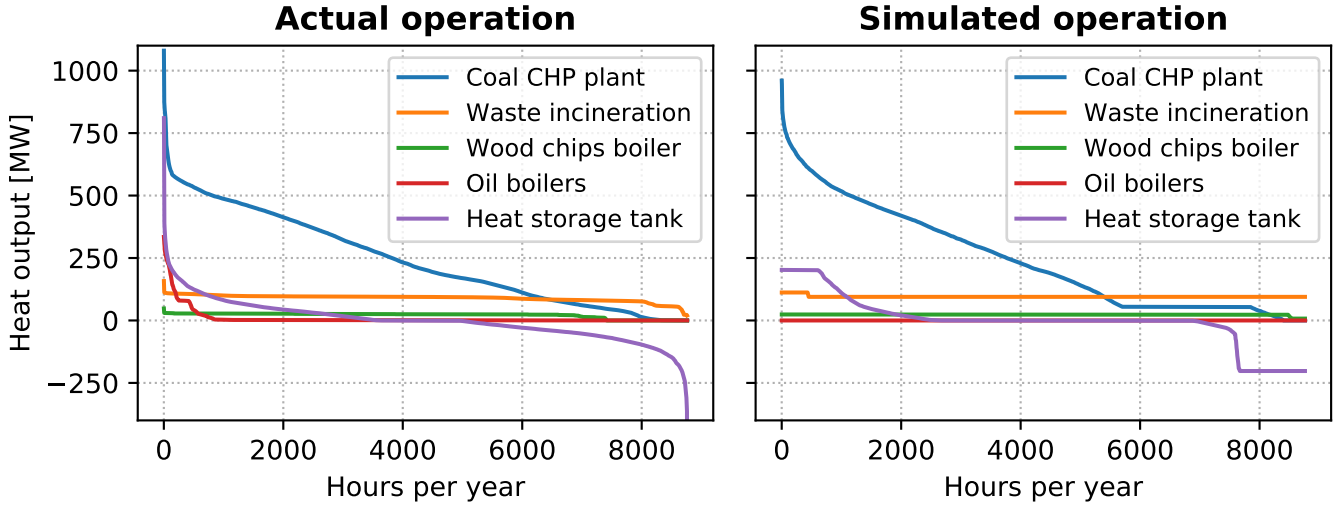 Actual operation
Simulated operation
Heat output [MW]
1000
750
500
250
0
−250
Coal CHP plant
Waste incineration
Wood chips boiler
Oil boilers
Heat storage tank
0 2000 4000 6000 8000
Hours per year
Coal CHP plant
Waste incineration
Wood chips boiler
Oil boilers
Heat storage tank
0 2000 4000 6000 8000
Hours per year